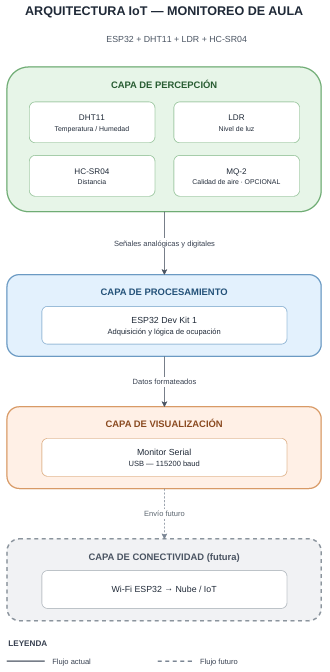 ARQUITECTURA IoT — MONITOREO DE AULA
ESP32 + DHT11 + LDR + HC-SR04
CAPA DE PERCEPCIÓN
DHT11
Temperatura / Humedad
LDR
Nivel de luz
HC-SR04
Distancia
MQ-2
Calidad de aire · OPCIONAL
Señales analógicas y digitales
CAPA DE PROCESAMIENTO
ESP32 Dev Kit 1
Adquisición y lógica de ocupación
Datos formateados
CAPA DE VISUALIZACIÓN
Monitor Serial
USB — 115200 baud
Envío futuro
CAPA DE CONECTIVIDAD (futura)
Wi-Fi ESP32 → Nube / IoT
LEYENDA
Flujo actual
Flujo futuro